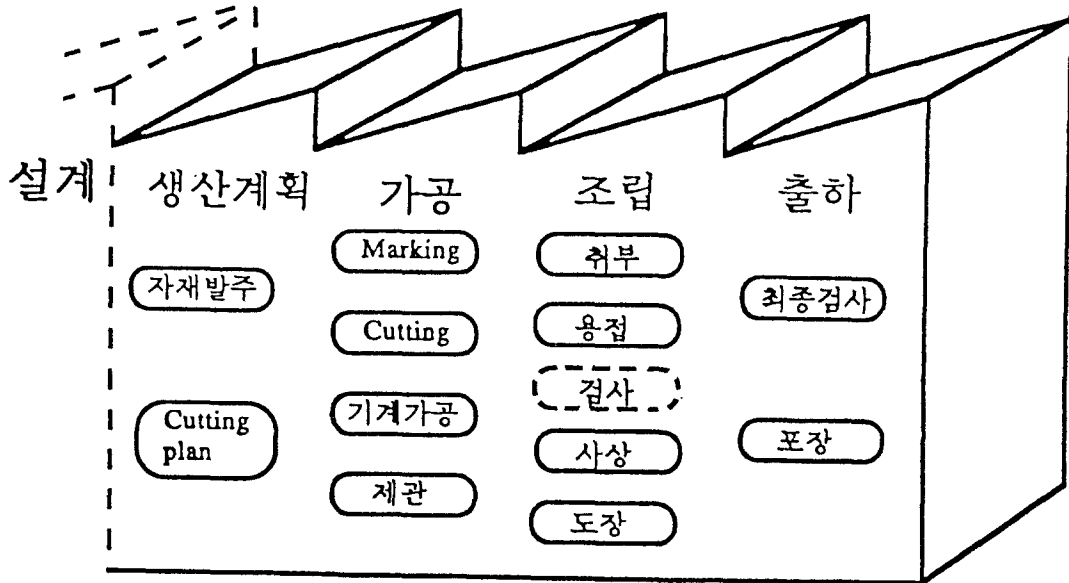 설계
생산계획
가공
조립
출하
자재발주
Cutting
plan
Marking
Cutting
기계가공
제관
취부
용접
검사
사상
도장
최종검사
포장